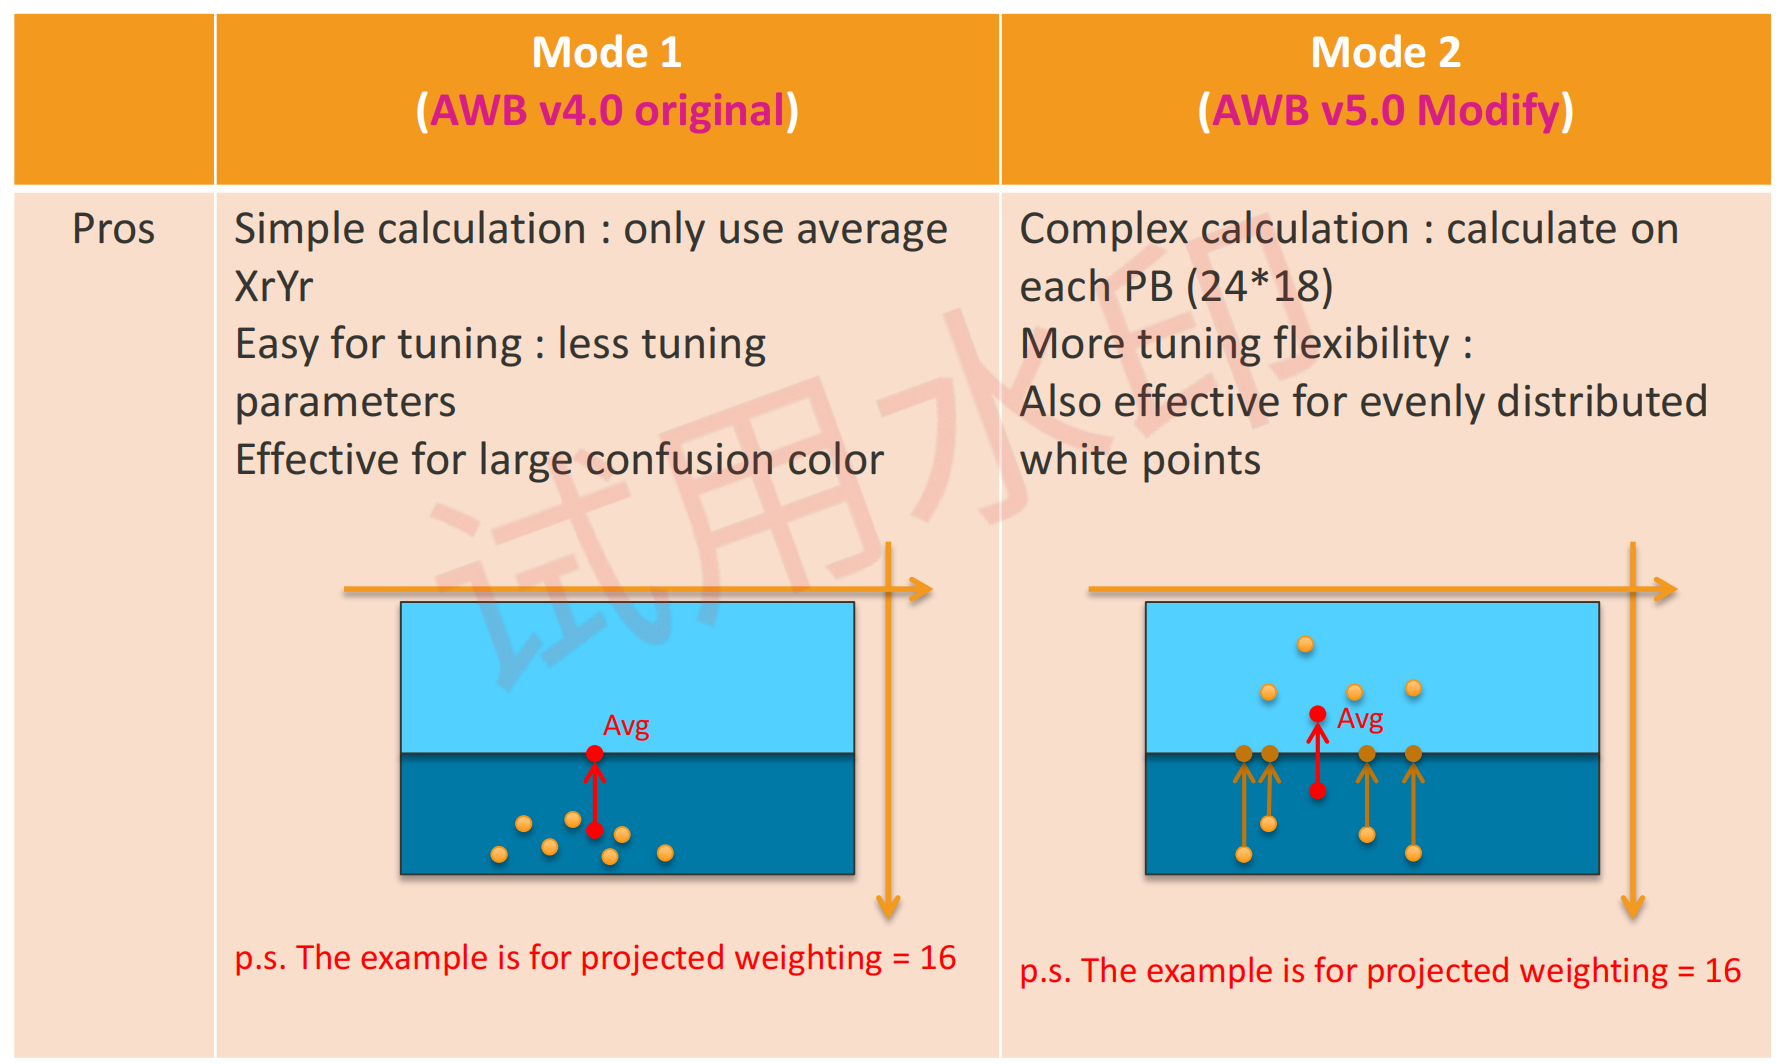 Mode 1
(AWB v4.0 original)
Mode 2
(AWB v5.0 Modify)
Pros
Simple calculation : only use average
XrYr
Easy for tuning : less tuning
parameters
Effective for large confusion color
Complex calculation : calculate on
each PB (24*18)
More tuning flexibility :
Also effective for evenly distributed
white points
试用水印
Avg
Avg
p.s. The example is for projected weighting = 16
p.s. The example is for projected weighting = 16